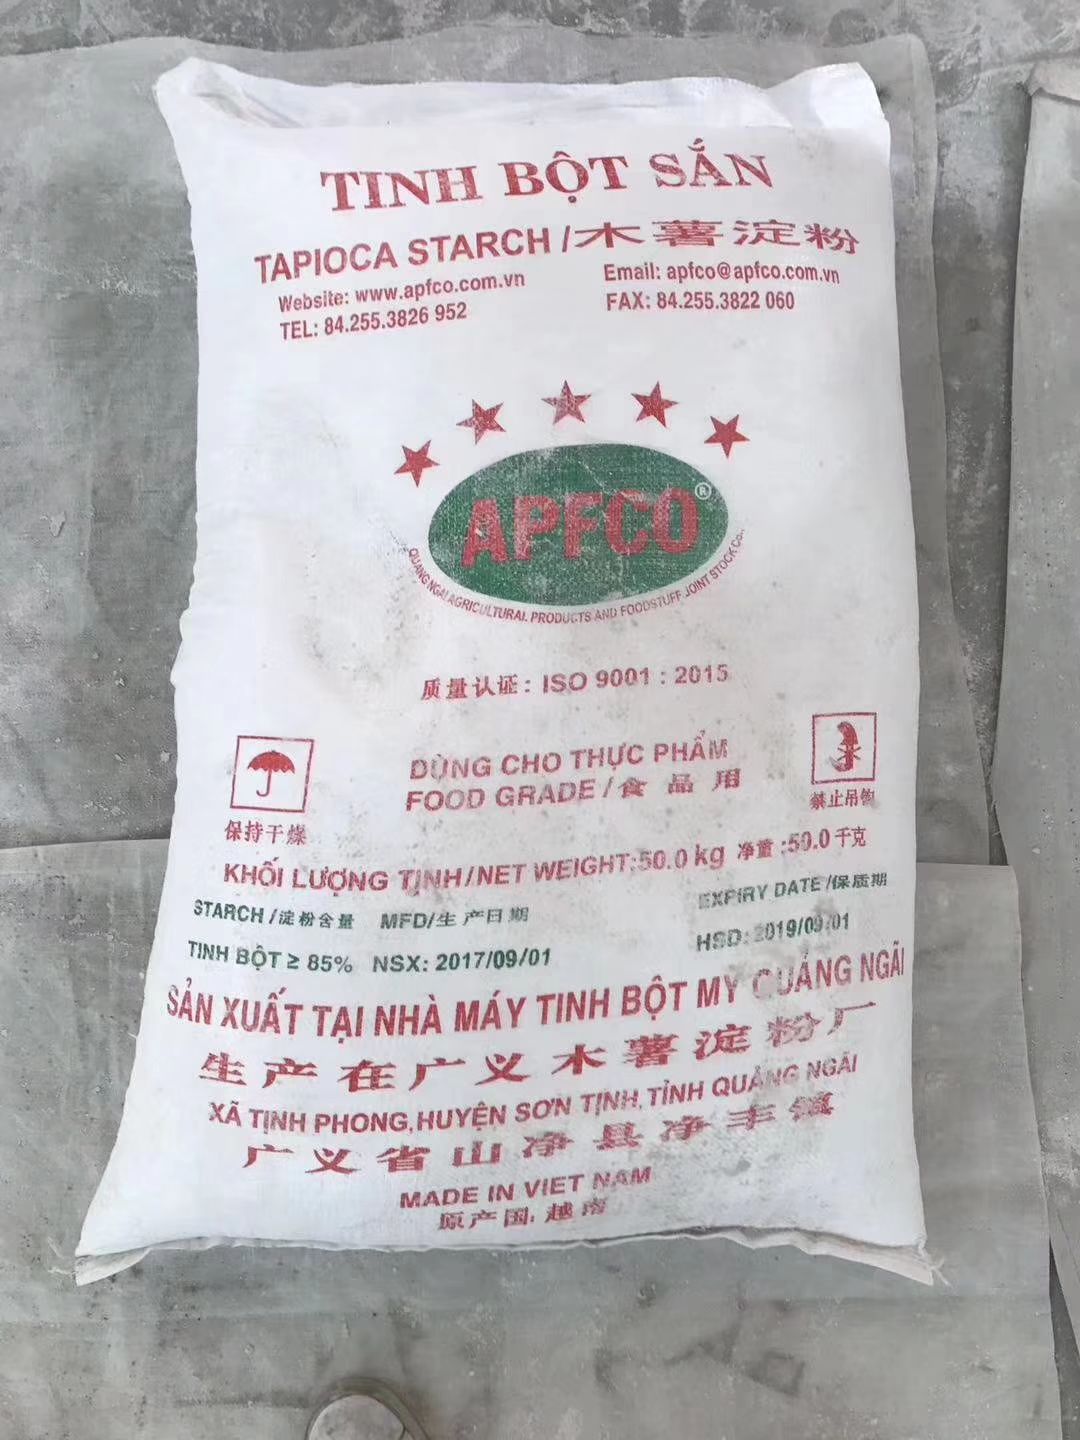 TINH BỘT SẮN
TAPIOCA STARCH / 木薯淀粉
Website: www.apfco.com.vn
Email: apfco@apfco.com.vn
TEL: 84.255.3826 952
FAX: 84.255.3822 060
APFCO®
QUANG NGAI AGRICULTURAL PRODUCTS AND FOODSTUFF JOINT STOCK Co.,
质量认证: ISO 9001 : 2015
DÙNG CHO THỰC PHẨM
FOOD GRADE / 食品用
保持干燥
禁止吊钩
KHỐI LƯỢNG TỊNH/NET WEIGHT:50.0 kg 净重:50.0千克
STARCH /淀粉含量 MFD/生产日期 EXPIRY DATE /保质期
TINH BỘT ≥ 85% NSX: 2017/09/01 HSD: 2019/09/01
SẢN XUẤT TẠI NHÀ MÁY TINH BỘT MỲ QUẢNG NGÃI
生产在广义木薯淀粉厂
XÃ TỊNH PHONG, HUYỆN SƠN TỊNH, TỈNH QUẢNG NGÃI
广义省山净县净丰镇
MADE IN VIET NAM
原产国: 越南